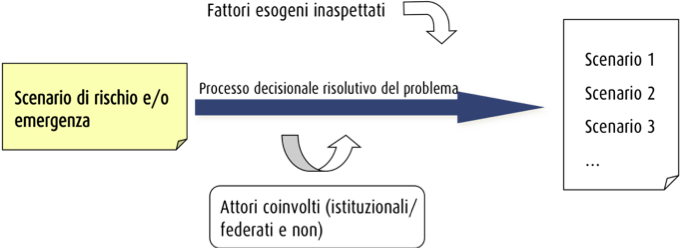 Fattori esogeni inaspettati
Scenario di rischio e/o
emergenza
Processo decisionale risolutivo del problema
Scenario 1
Scenario 2
Scenario 3
...
Attori coinvolti (istituzionali/
federati e non)